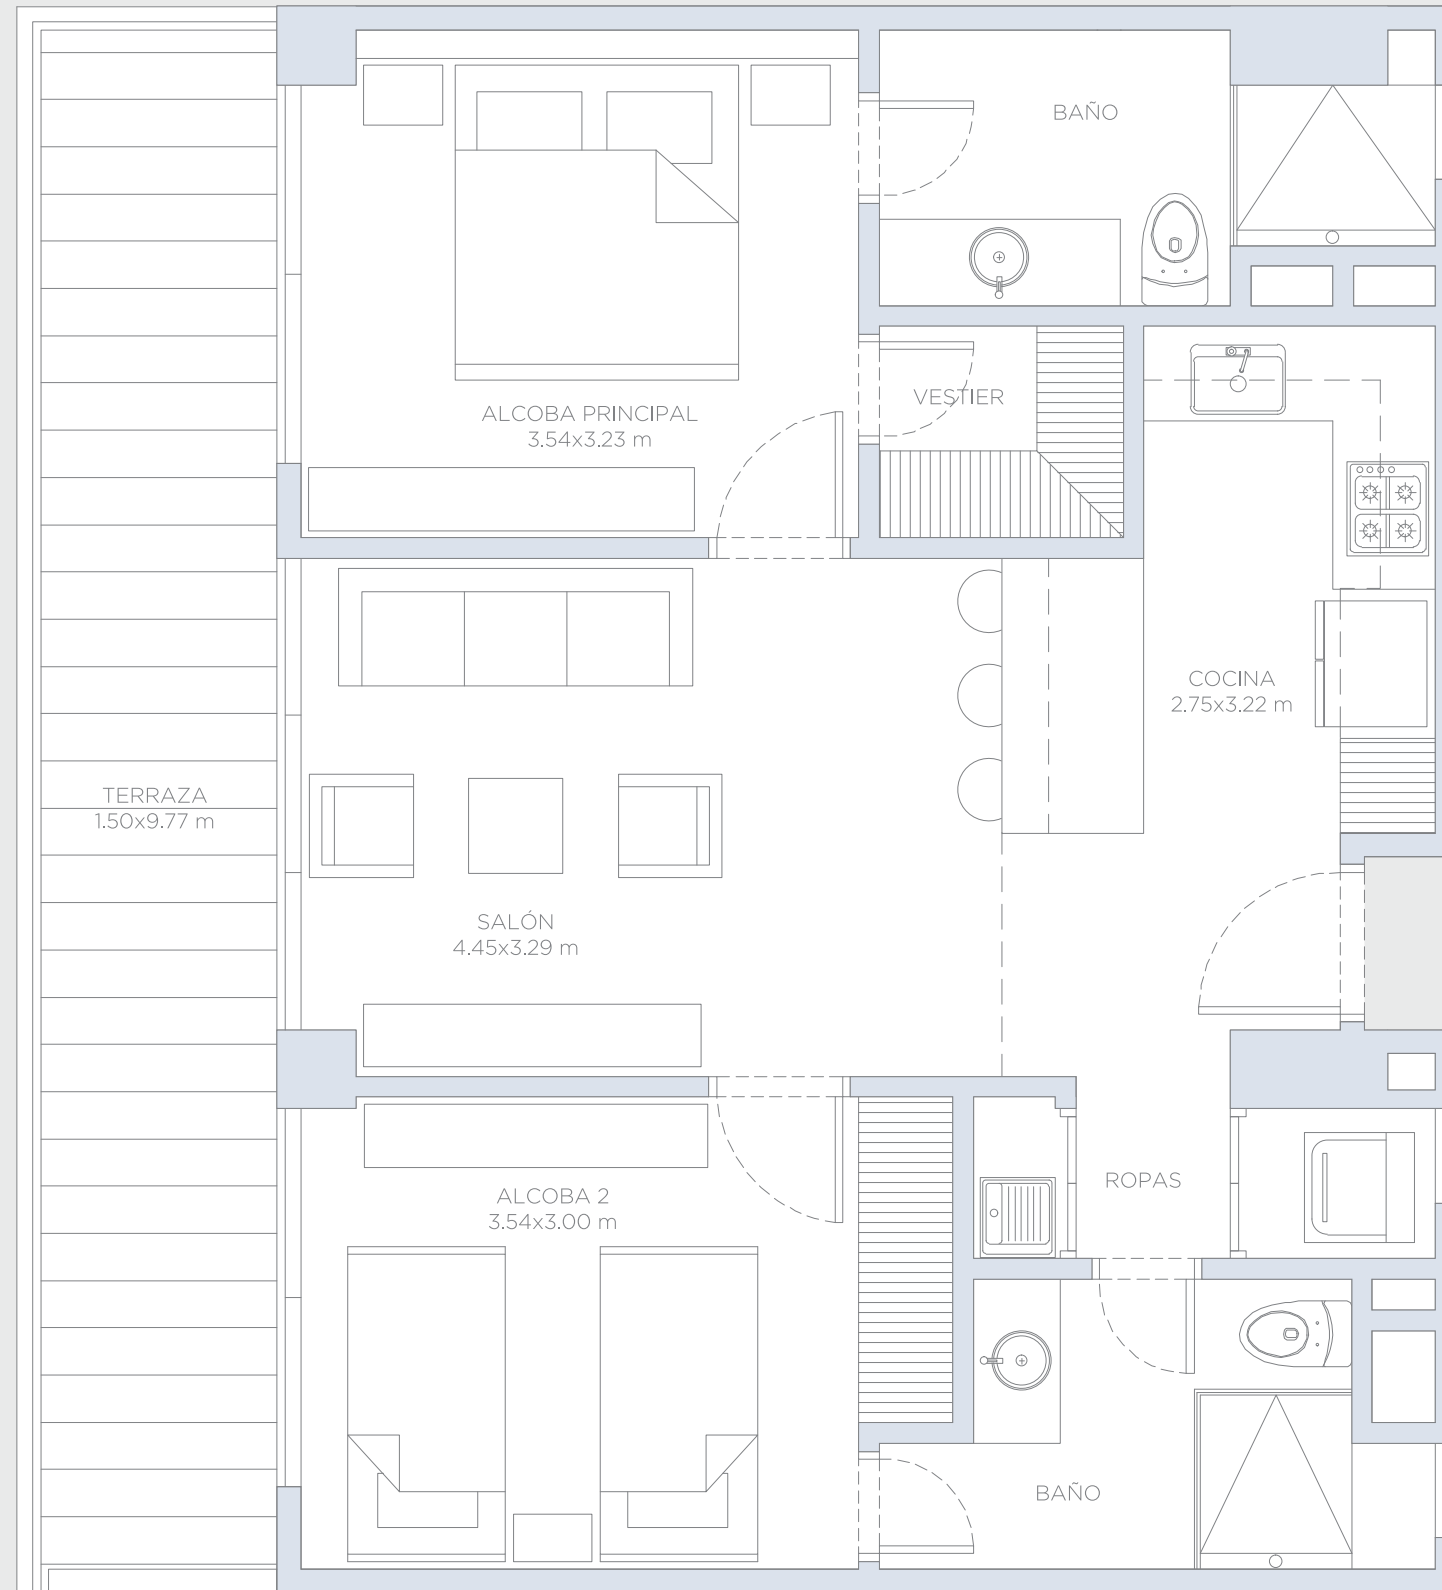 BAÑO
VESTIER
ALCOBA PRINCIPAL
3.54x3.23 m
COCINA
2.75x3.22 m
TERRAZA
1.50x9.77 m
SALÓN
4.45x3.29 m
ROPAS
ALCOBA 2
3.54x3.00 m
BAÑO